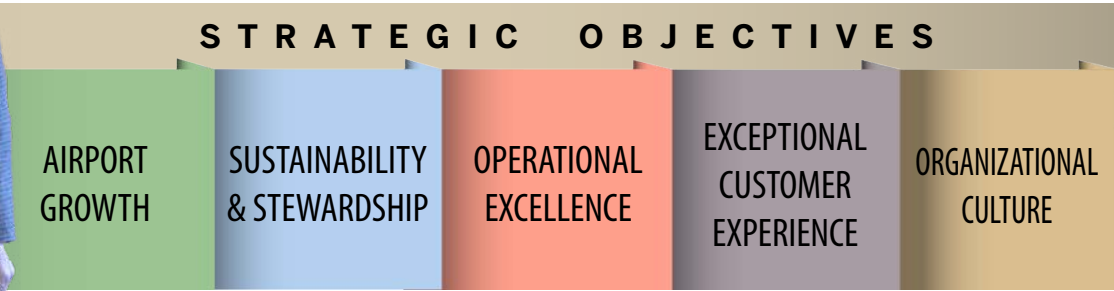 STRATEGIC OBJECTIVES
AIRPORT
GROWTH
SUSTAINABILITY
& STEWARDSHIP
OPERATIONAL
EXCELLENCE
EXCEPTIONAL
CUSTOMER
EXPERIENCE
ORGANIZATIONAL
CULTURE